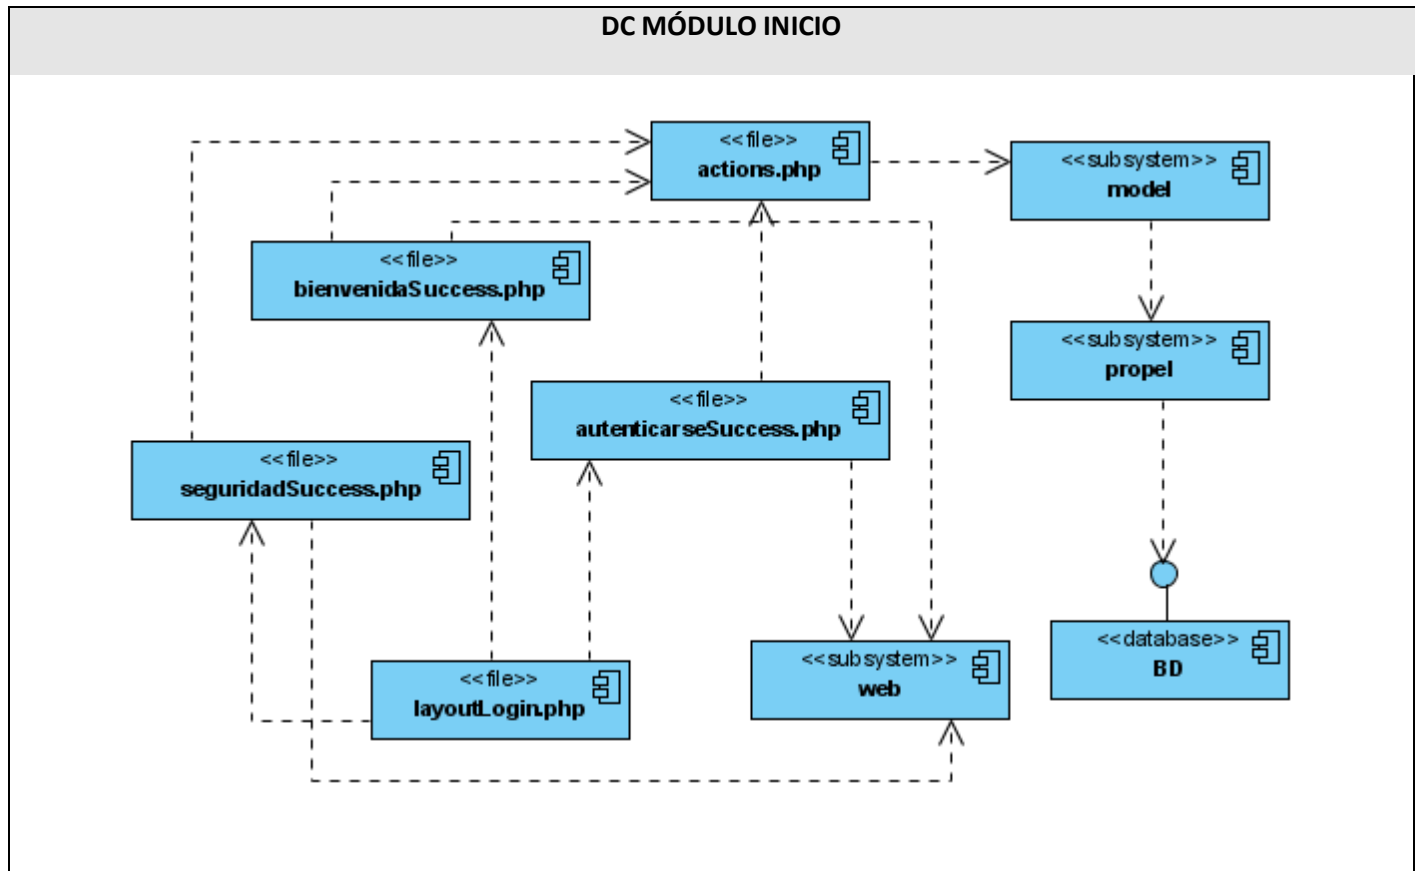 DC MÓDULO INICIO
<<file>>
actions.php
<<subsystem>>
model
<<file>>
bienvenidaSuccess.php
<<subsystem>>
propel
<<file>>
autenticarseSuccess.php
<<file>>
seguridadSuccess.php
<<file>>
layoutLogin.php
<<subsystem>>
web
<<database>>
BD